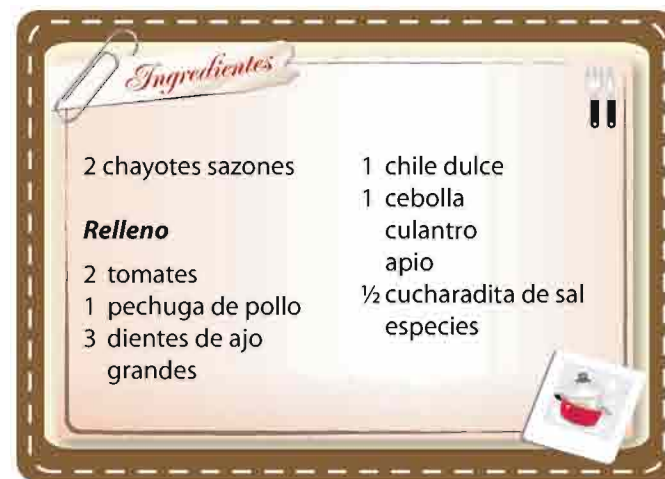 Ingredientes
2 chayotes sazones
Relleno
2 tomates
1 pechuga de pollo
3 dientes de ajo
grandes
1 chile dulce
1 cebolla
culantro
apio
½ cucharadita de sal
especies